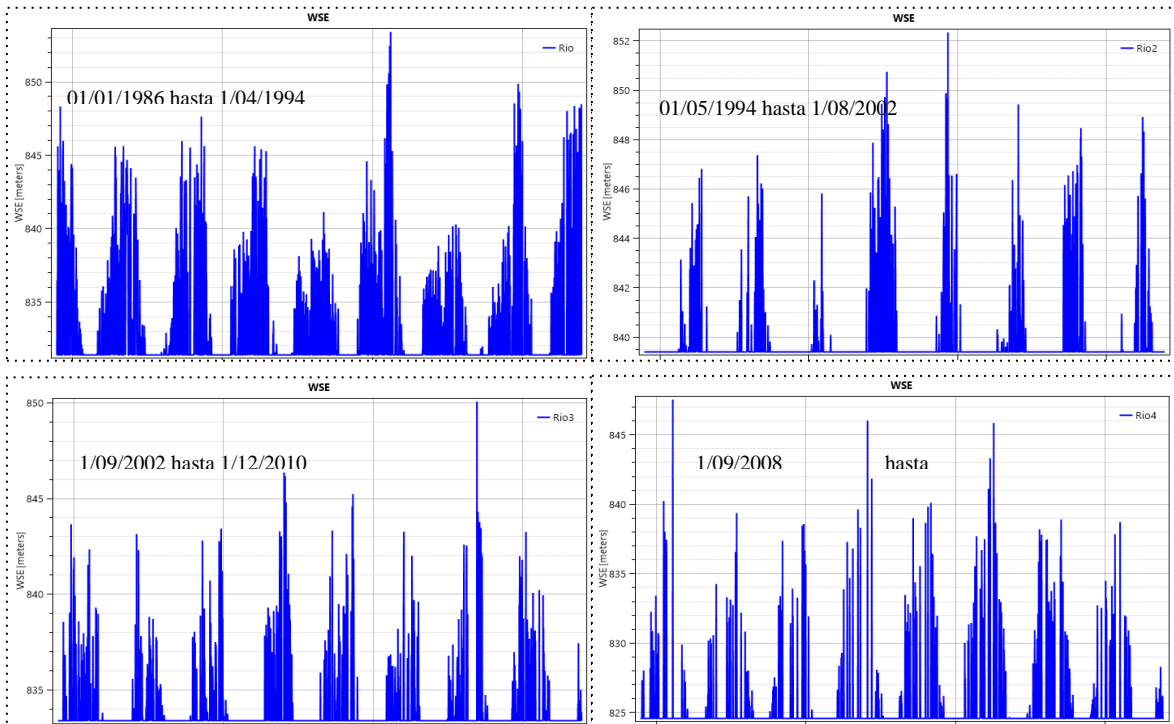 WSE
Rio
850
845
840
835
WSE [meters]
01/01/1986 hasta 1/04/1994
WSE
Rio2
852
850
848
846
844
842
840
WSE [meters]
01/05/1994 hasta 1/08/2002
WSE
Rio3
850
845
840
835
WSE [meters]
1/09/2002 hasta 1/12/2010
WSE
Rio4
845
840
835
830
825
WSE [meters]
1/09/2008 hasta